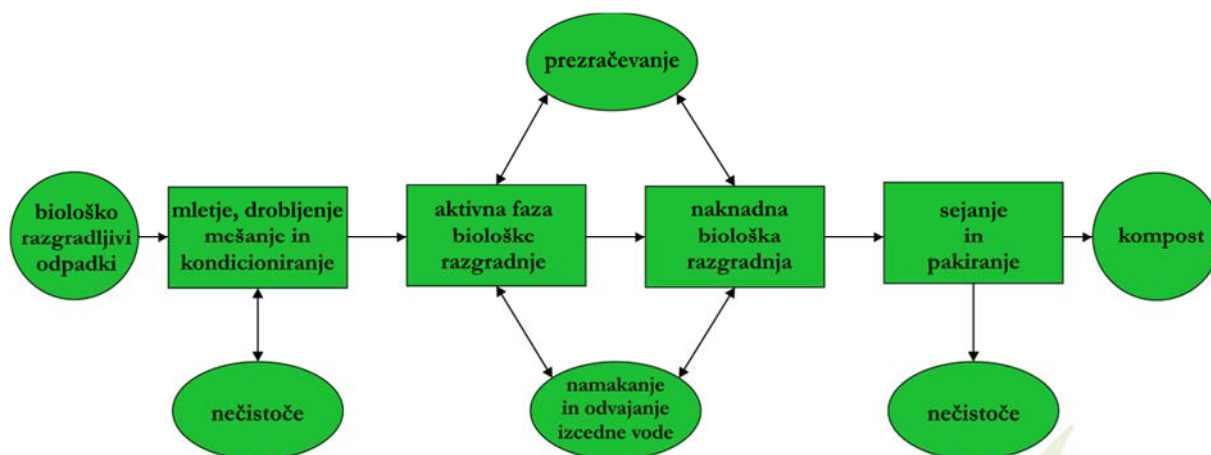 prezračevanje
biološko
razgradljivi
odpadki
mletje, drobljenje
mešanje in
kondicioniranje
aktivna faza
biološke
razgradnje
naknadna
biološka
razgradnja
sejanje
in
pakiranje
kompost
nečistoče
namakanje
in odvajanje
izcedne vode
nečistoče